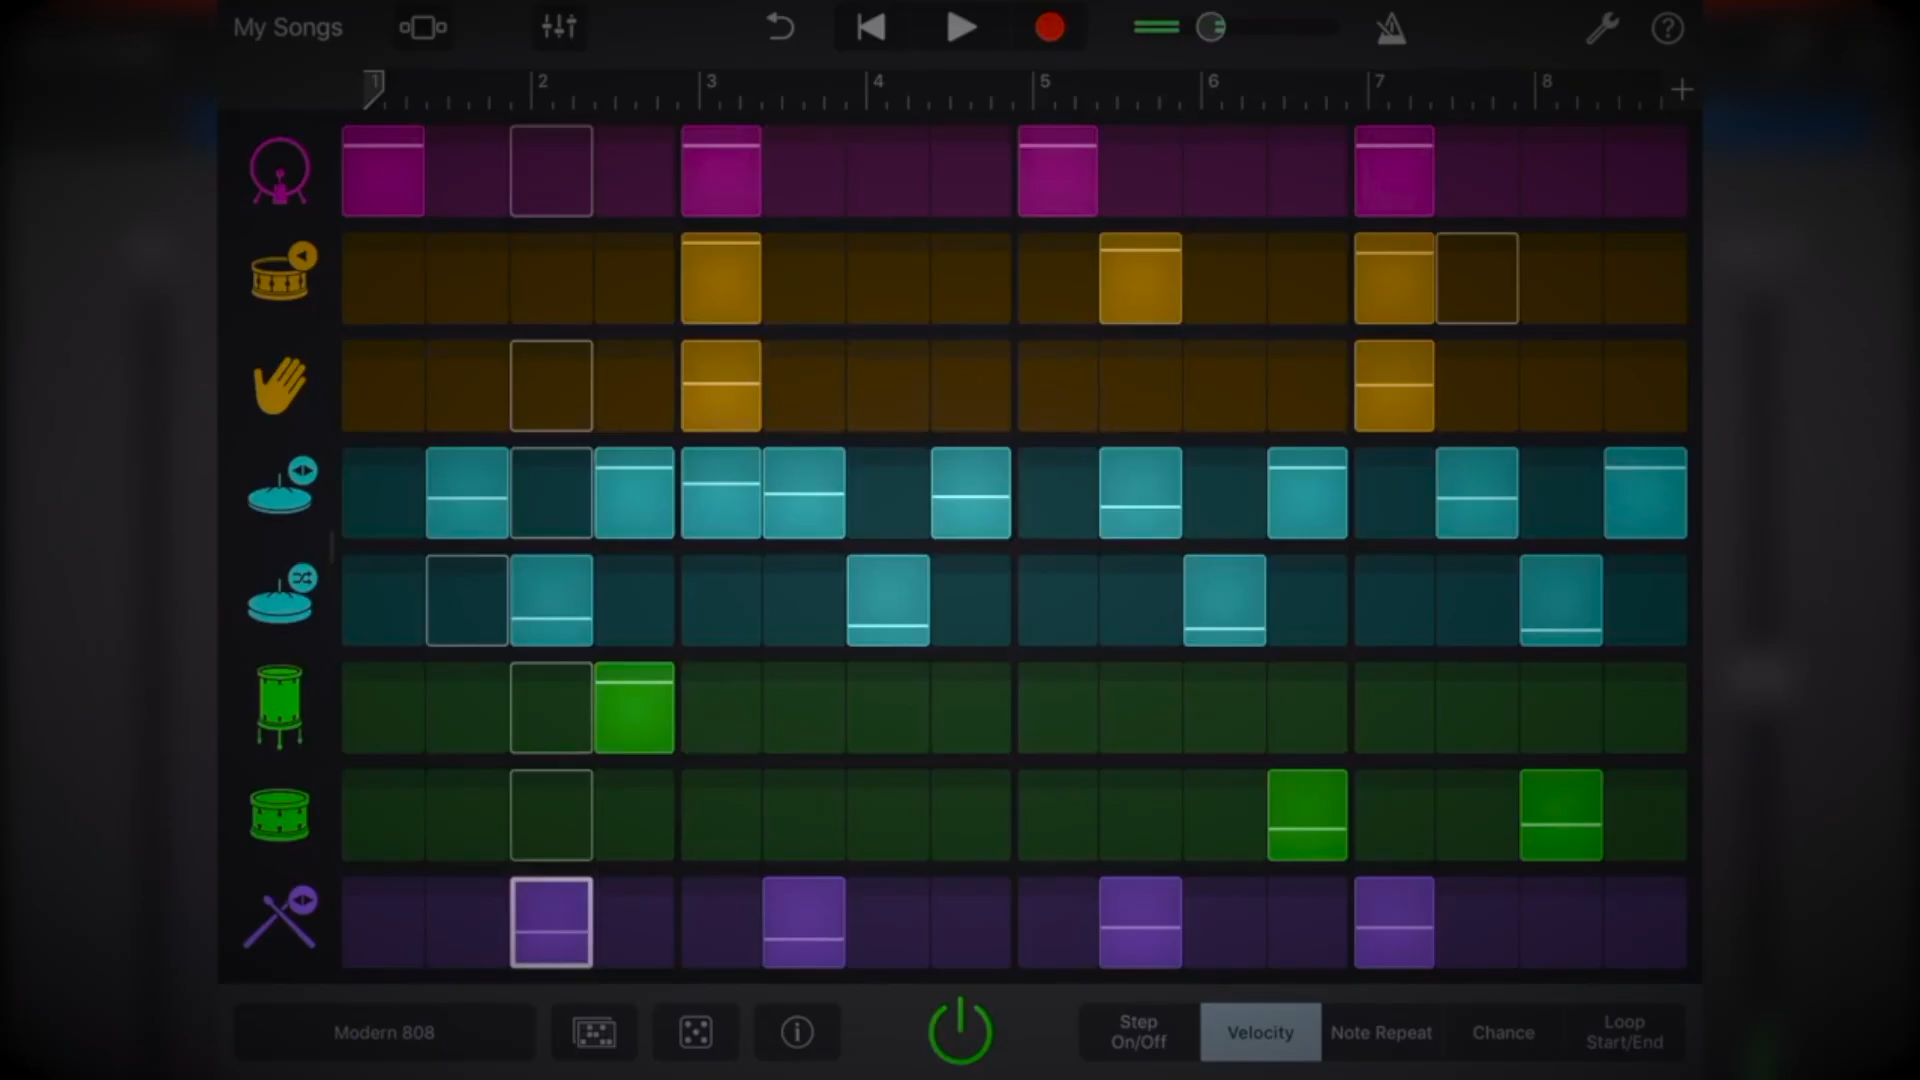 My Songs
1 2 3 4 5 6 7 8 +
Modern 808
Step On/Off
Velocity
Note Repeat
Chance
Loop Start/End